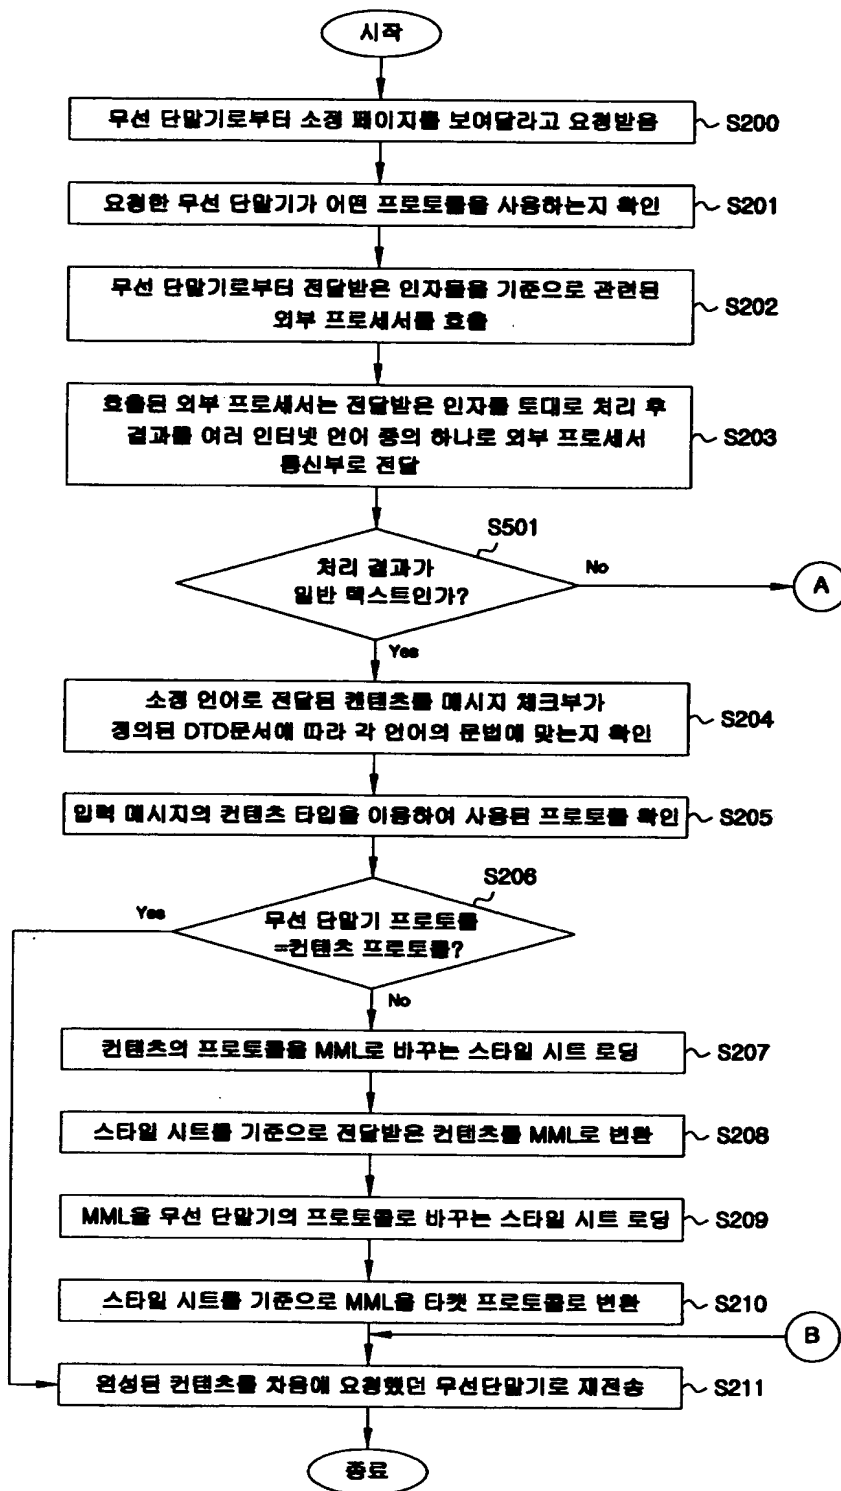 시작
무선 단말기로부터 소정 페이지를 보여달라고 요청받음
S200
요청한 무선 단말기가 어떤 프로토콜을 사용하는지 확인
S201
무선 단말기로부터 전달받은 인자들을 기준으로 관련된
외부 프로세서를 호출
S202
호출된 외부 프로세서는 전달받은 인자를 토대로 처리 후
결과를 여러 인터넷 언어 중의 하나로 외부 프로세서
통신부로 전달
S203
S501
처리 결과가
일반 텍스트인가?
No
A
Yes
소정 언어로 전달된 컨텐츠를 메시지 체크부가
정의된 DTD문서에 따라 각 언어의 문법에 맞는지 확인
S204
입력 메시지의 컨텐츠 타입을 이용하여 사용된 프로토콜 확인
S205
S206
Yes
무선 단말기 프로토콜
=컨텐츠 프로토콜?
No
컨텐츠의 프로토콜을 MML로 바꾸는 스타일 시트 로딩
S207
스타일 시트를 기준으로 전달받은 컨텐츠를 MML로 변환
S208
MML을 무선 단말기의 프로토콜로 바꾸는 스타일 시트 로딩
S209
스타일 시트를 기준으로 MML을 타켓 프로토콜로 변환
S210
B
완성된 컨텐츠를 처음에 요청했던 무선단말기로 재전송
S211
종료